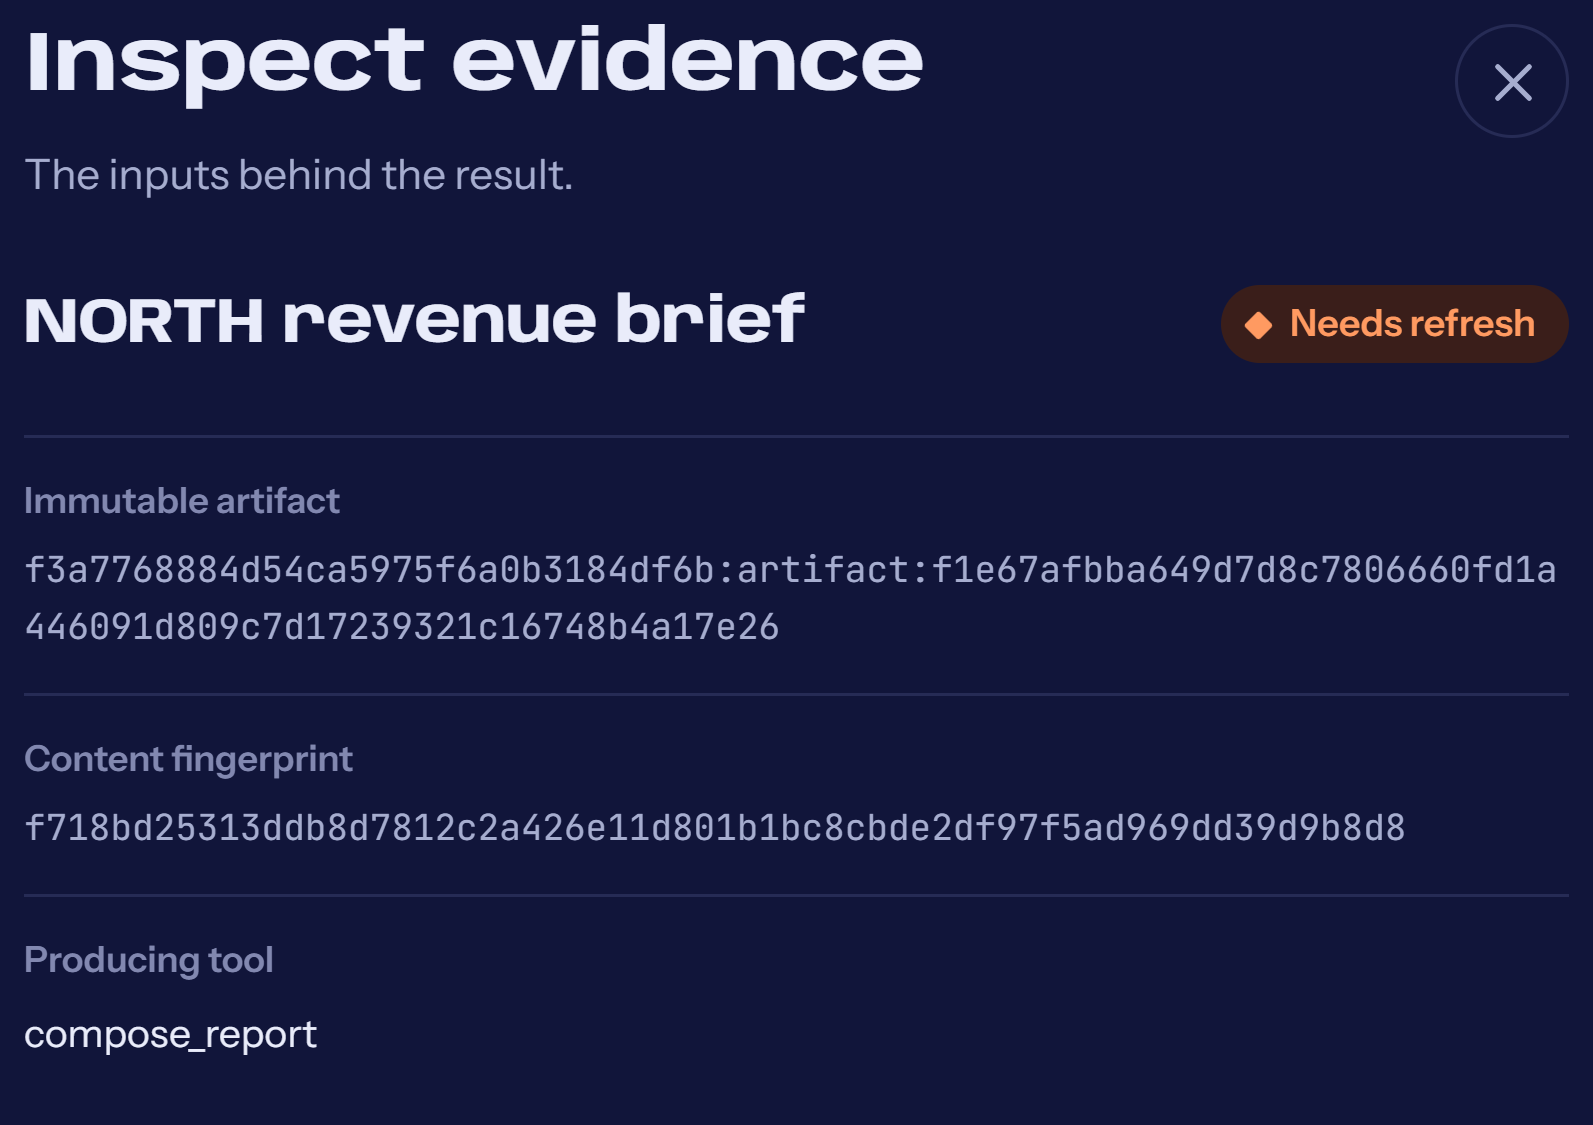 Inspect evidence
The inputs behind the result.
NORTH revenue brief
Needs refresh
Immutable artifact
f3a7768884d54ca5975f6a0b3184df6b:artifact:f1e67afbba649d7d8c7806660fd1a
446091d809c7d17239321c16748b4a17e26
Content fingerprint
f718bd25313ddb8d7812c2a426e11d801b1bc8cbde2df97f5ad969dd39d9b8d8
Producing tool
compose_report